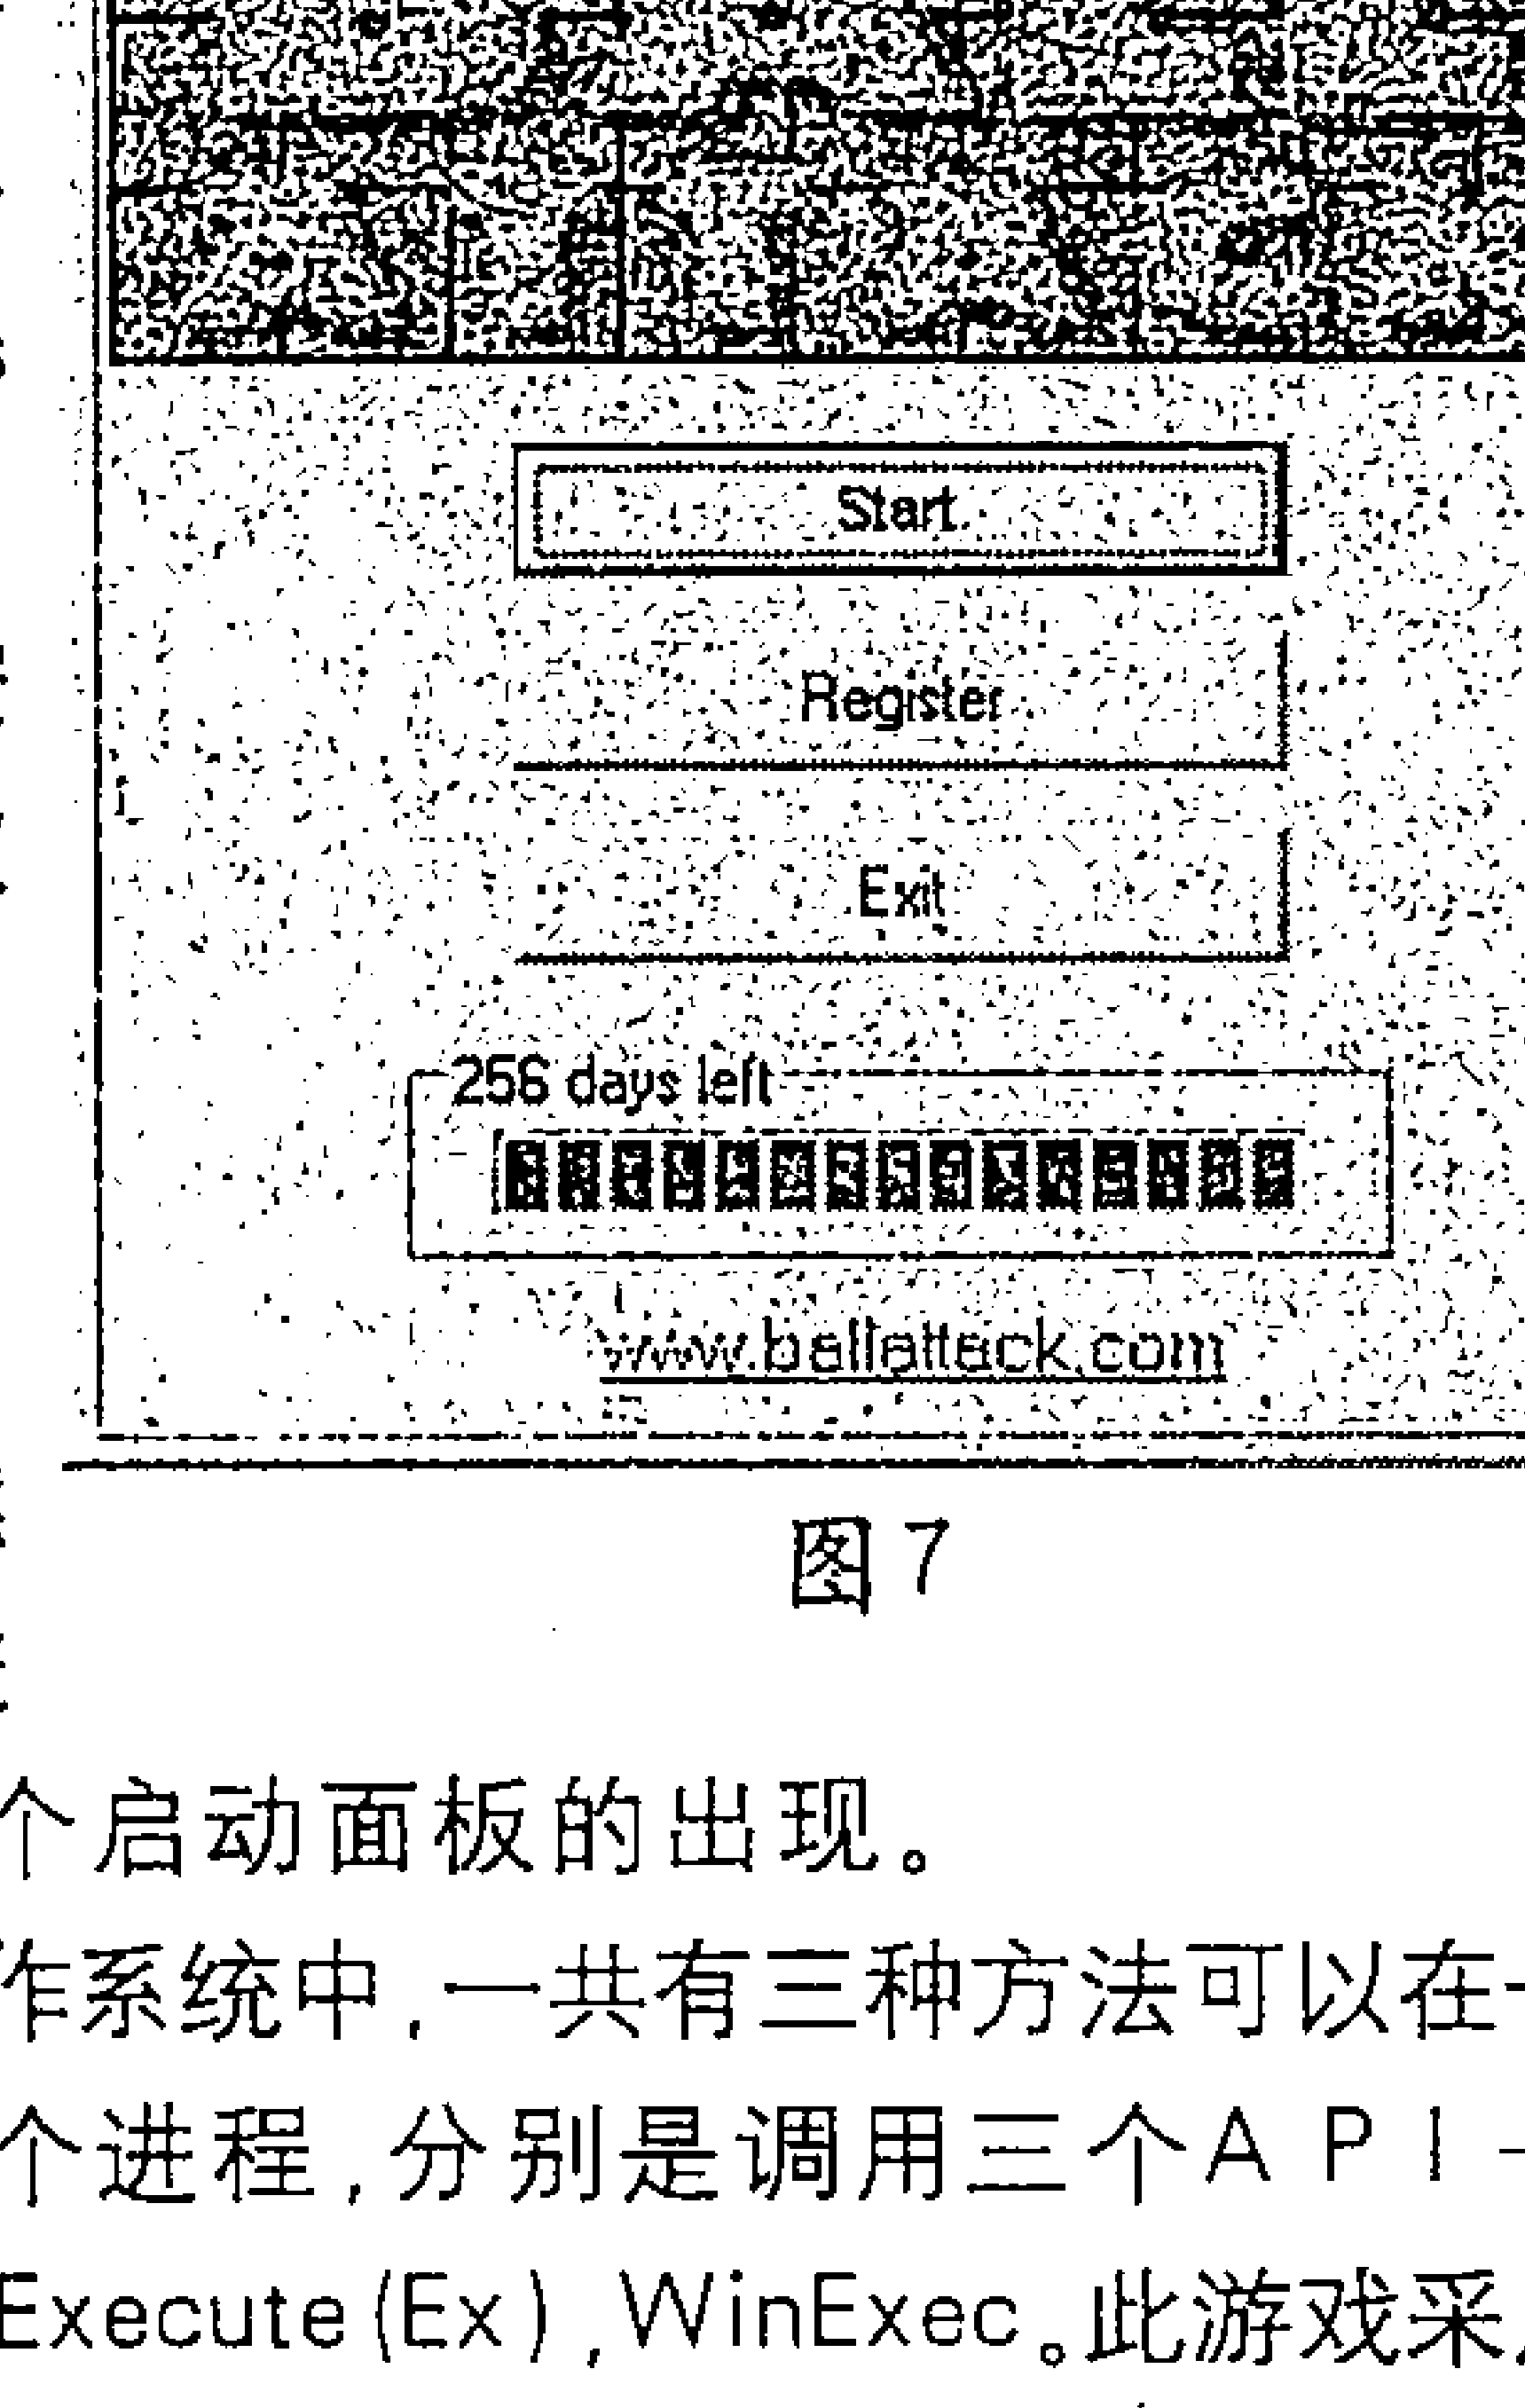 Start
Register
Exit
256 days left
www.ballattack.com
图7
个启动面板的出现。
作系统中,一共有三种方法可以在
个进程,分别是调用三个API
Execute(Ex),WinExec。此游戏采